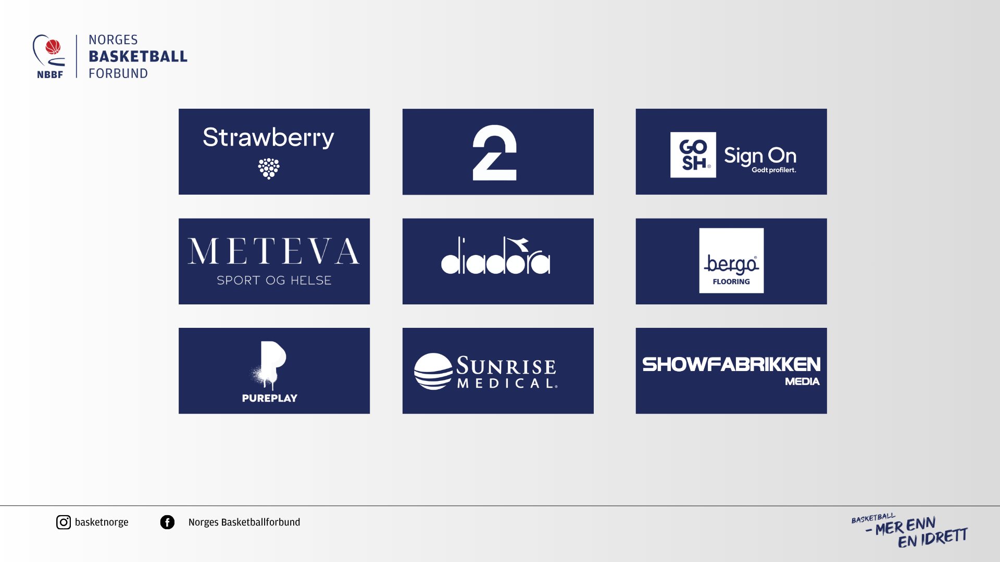 NORGES
BASKETBALL
FORBUND
NBBF
Strawberry
2
GO
SH®
Sign On
Godt profilert.
METEVA
SPORT OG HELSE
diadora
bergo®
FLOORING
PUREPLAY
SUNRISE
MEDICAL®
SHOWFABRIKKEN
MEDIA
basketnorge
Norges Basketballforbund
BASKETBALL
- MER ENN
EN IDRETT